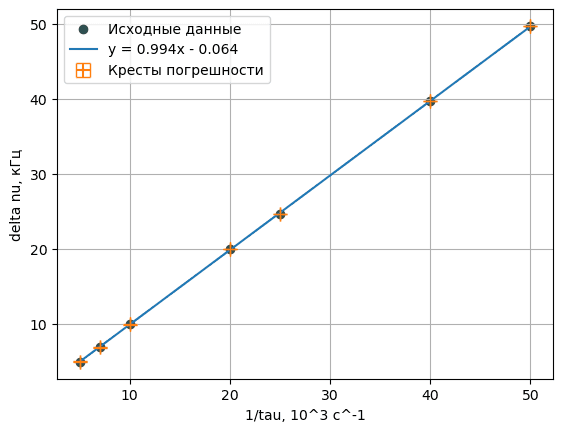 Исходные данные
y = 0.994x - 0.064
Кресты погрешности
50
40
30
20
10
delta nu, кГц
10
20
30
40
50
1/tau, 10^3 c^-1